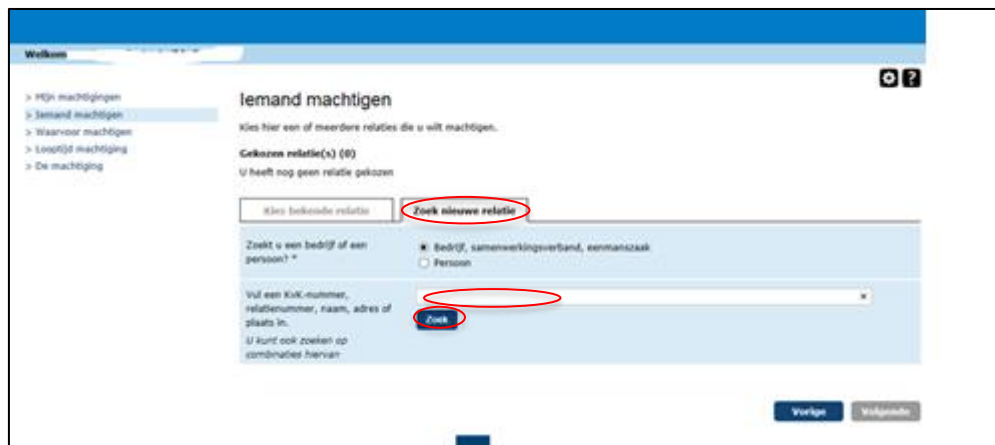 Welkom
> Mijn machtigingen
> Iemand machtigen
> Waarvoor machtigen
> Looptijd machtiging
> De machtiging
?
Iemand machtigen
Kies hier een of meerdere relaties die u wilt machtigen.
Gekozen relatie(s) (0)
U heeft nog geen relatie gekozen
Kies bekende relatie
Zoek nieuwe relatie
Zoekt u een bedrijf of een
persoon? *
Bedrijf, samenwerkingsverband, eenmanszaak
Persoon
Vul een KvK-nummer,
relatienummer, naam, adres of
plaats in.
U kunt ook zoeken op
combinaties hiervan
x
Zoek
Vorige
Volgende